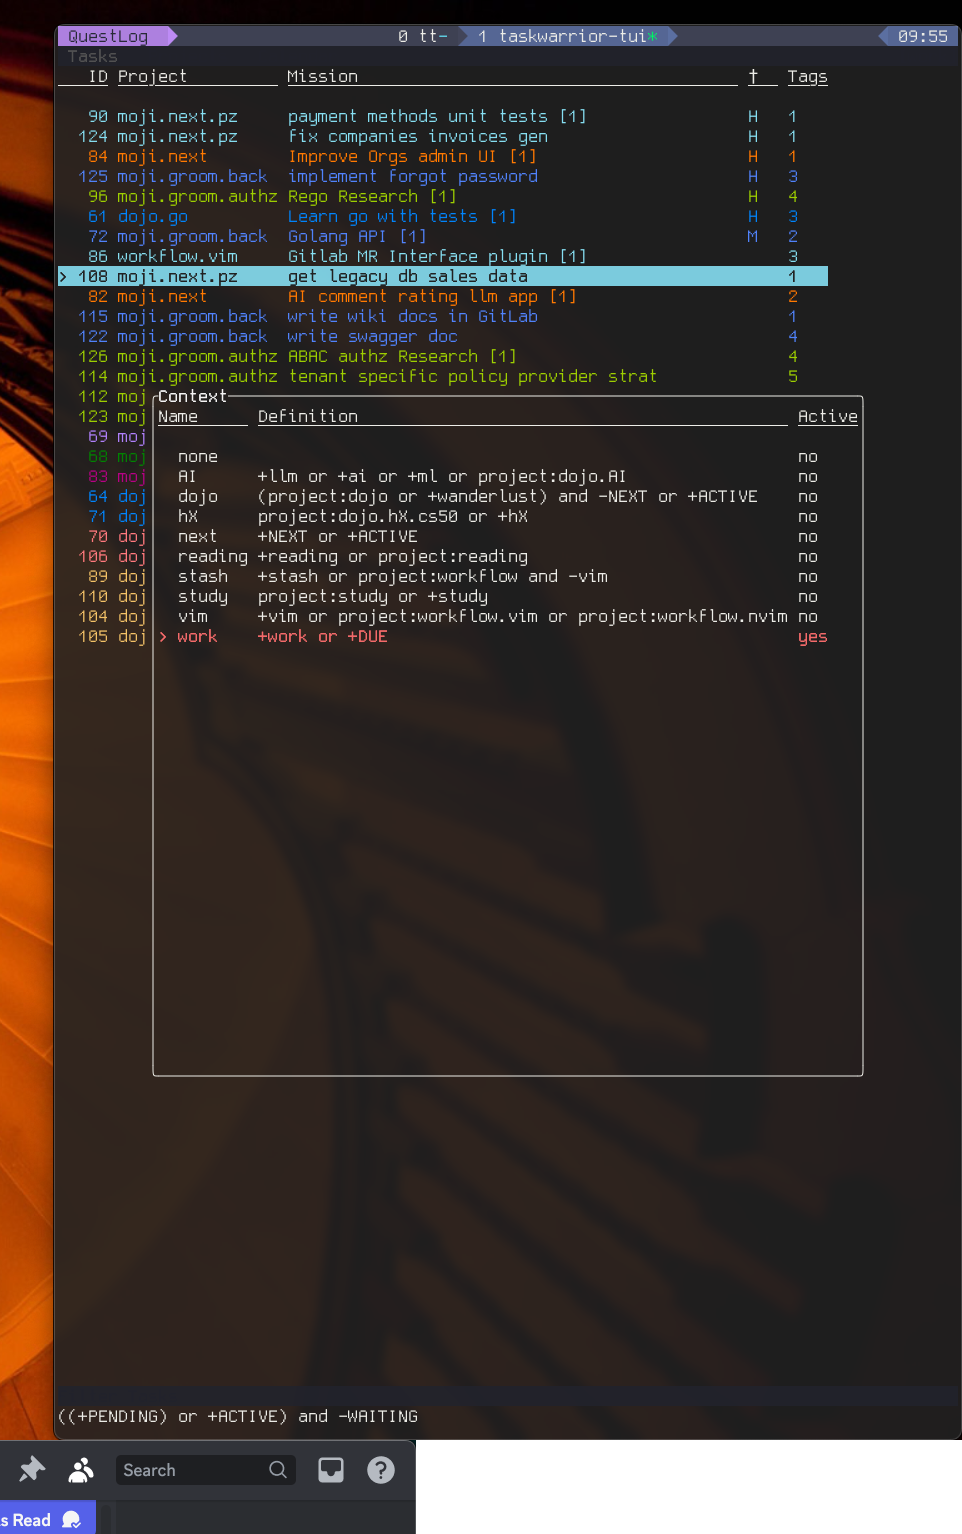 QuestLog 0 tt- 1 taskwarrior-tui* 09:55
Tasks
ID Project Mission † Tags
90 moji.next.pz payment methods unit tests [1] H 1
124 moji.next.pz fix companies invoices gen H 1
84 moji.next Improve Orgs admin UI [1] H 1
125 moji.groom.back implement forgot password H 3
96 moji.groom.authz Rego Research [1] H 4
61 dojo.go Learn go with tests [1] H 3
72 moji.groom.back Golang API [1] M 2
86 workflow.vim Gitlab MR Interface plugin [1] 3
> 108 moji.next.pz get legacy db sales data 1
82 moji.next AI comment rating llm app [1] 2
115 moji.groom.back write wiki docs in GitLab 1
122 moji.groom.back write swagger doc 4
126 moji.groom.authz ABAC authz Research [1] 4
114 moji.groom.authz tenant specific policy provider strat 5
112 moj Context
123 moj Name Definition Active
69 moj
68 moj none no
83 moj AI +llm or +ai or +ml or project:dojo.AI no
64 doj dojo (project:dojo or +wanderlust) and -NEXT or +ACTIVE no
71 doj hX project:dojo.hX.cs50 or +hX no
70 doj next +NEXT or +ACTIVE no
106 doj reading +reading or project:reading no
89 doj stash +stash or project:workflow and -vim no
110 doj study project:study or +study no
104 doj vim +vim or project:workflow.vim or project:workflow.nvim no
105 doj > work +work or +DUE yes
((+PENDING) or +ACTIVE) and -WAITING
Search
s Read